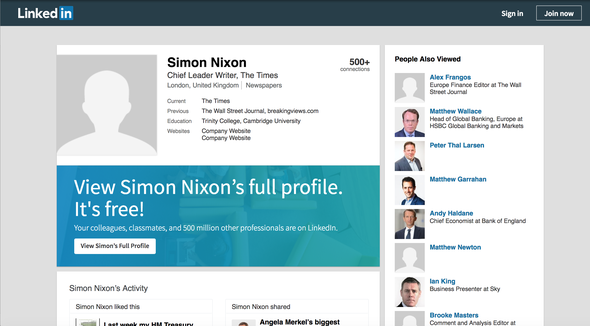 Linked in
Sign in
Join now
Simon Nixon
500+
connections
Chief Leader Writer, The Times
London, United Kingdom | Newspapers
Current The Times
Previous The Wall Street Journal, breakingviews.com
Education Trinity College, Cambridge University
Websites Company Website
Company Website
View Simon Nixon's full profile.
It's free!
Your colleagues, classmates, and 500 million other professionals are on LinkedIn.
View Simon's Full Profile
Simon Nixon's Activity
Simon Nixon liked this
Last week my HM Treasury
Simon Nixon shared
Angela Merkel's biggest
People Also Viewed
Alex Frangos
Europe Finance Editor at The Wall
Street Journal
Matthew Wallace
Head of Global Banking, Europe at
HSBC Global Banking and Markets
Peter Thal Larsen
Matthew Garrahan
Andy Haldane
Chief Economist at Bank of England
Matthew Newton
Ian King
Business Presenter at Sky
Brooke Masters
Comment and Analysis Editor at